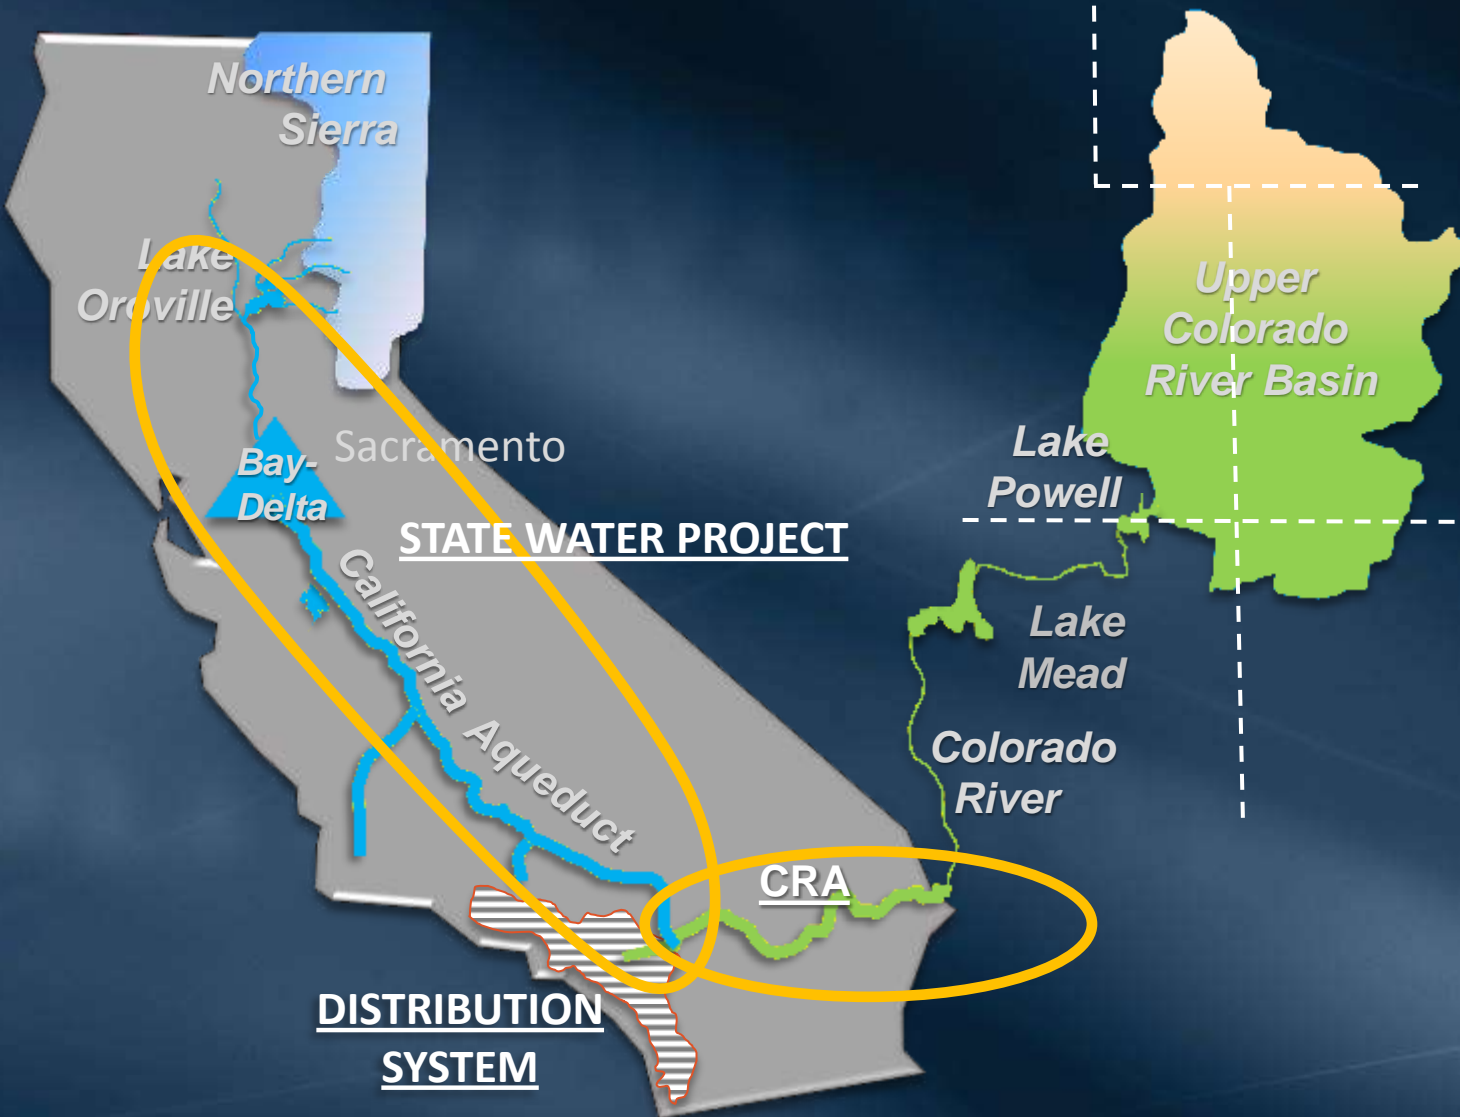 Northern
Sierra
Lake
Oroville
Bay-
Delta
Sacramento
STATE WATER PROJECT
California Aqueduct
DISTRIBUTION
SYSTEM
CRA
Upper
Colorado
River Basin
Lake
Powell
Lake
Mead
Colorado
River